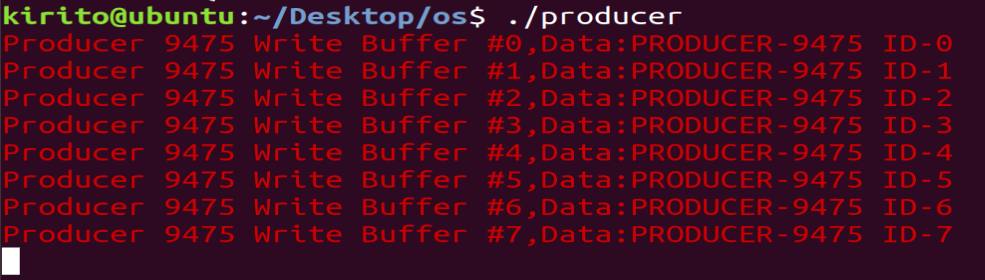 kirito@ubuntu:~/Desktop/os$ ./producer
Producer 9475 Write Buffer #0,Data:PRODUCER-9475 ID-0
Producer 9475 Write Buffer #1,Data:PRODUCER-9475 ID-1
Producer 9475 Write Buffer #2,Data:PRODUCER-9475 ID-2
Producer 9475 Write Buffer #3,Data:PRODUCER-9475 ID-3
Producer 9475 Write Buffer #4,Data:PRODUCER-9475 ID-4
Producer 9475 Write Buffer #5,Data:PRODUCER-9475 ID-5
Producer 9475 Write Buffer #6,Data:PRODUCER-9475 ID-6
Producer 9475 Write Buffer #7,Data:PRODUCER-9475 ID-7